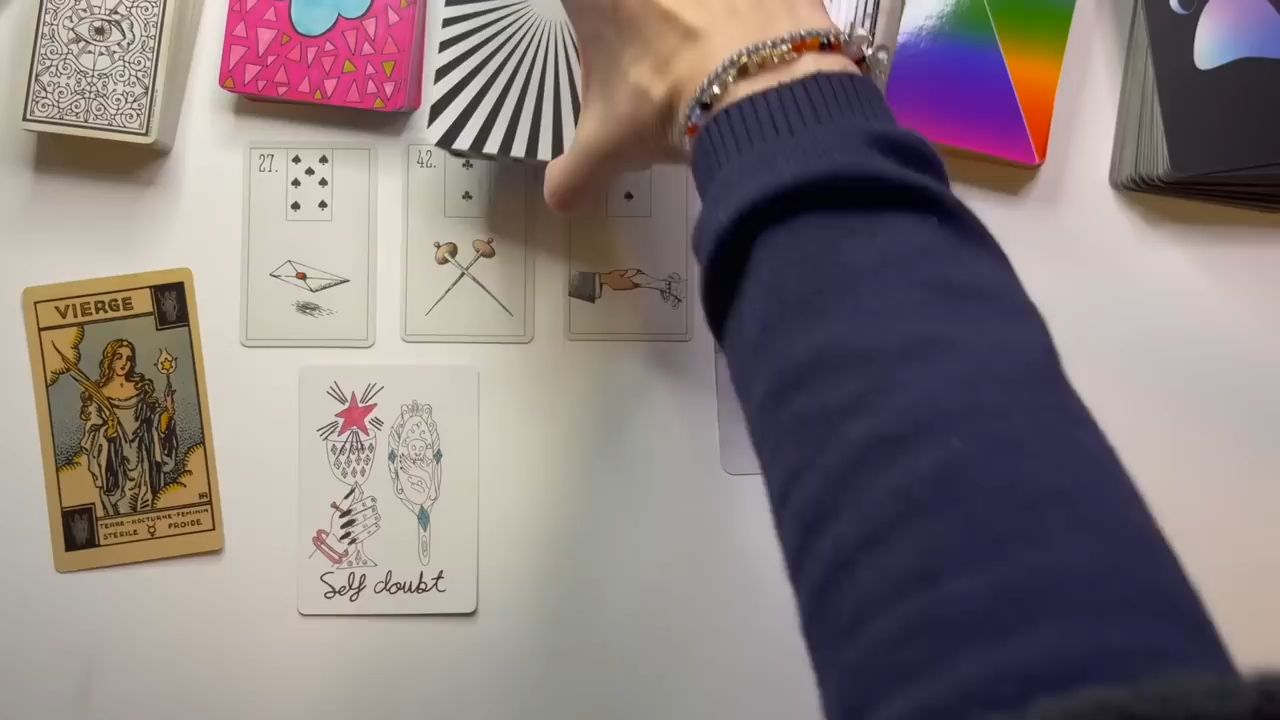 27.
42.
VIERGE
TERRE-NOCTURNE-FEMININ
STÉRILE FROIDE
Self doubt